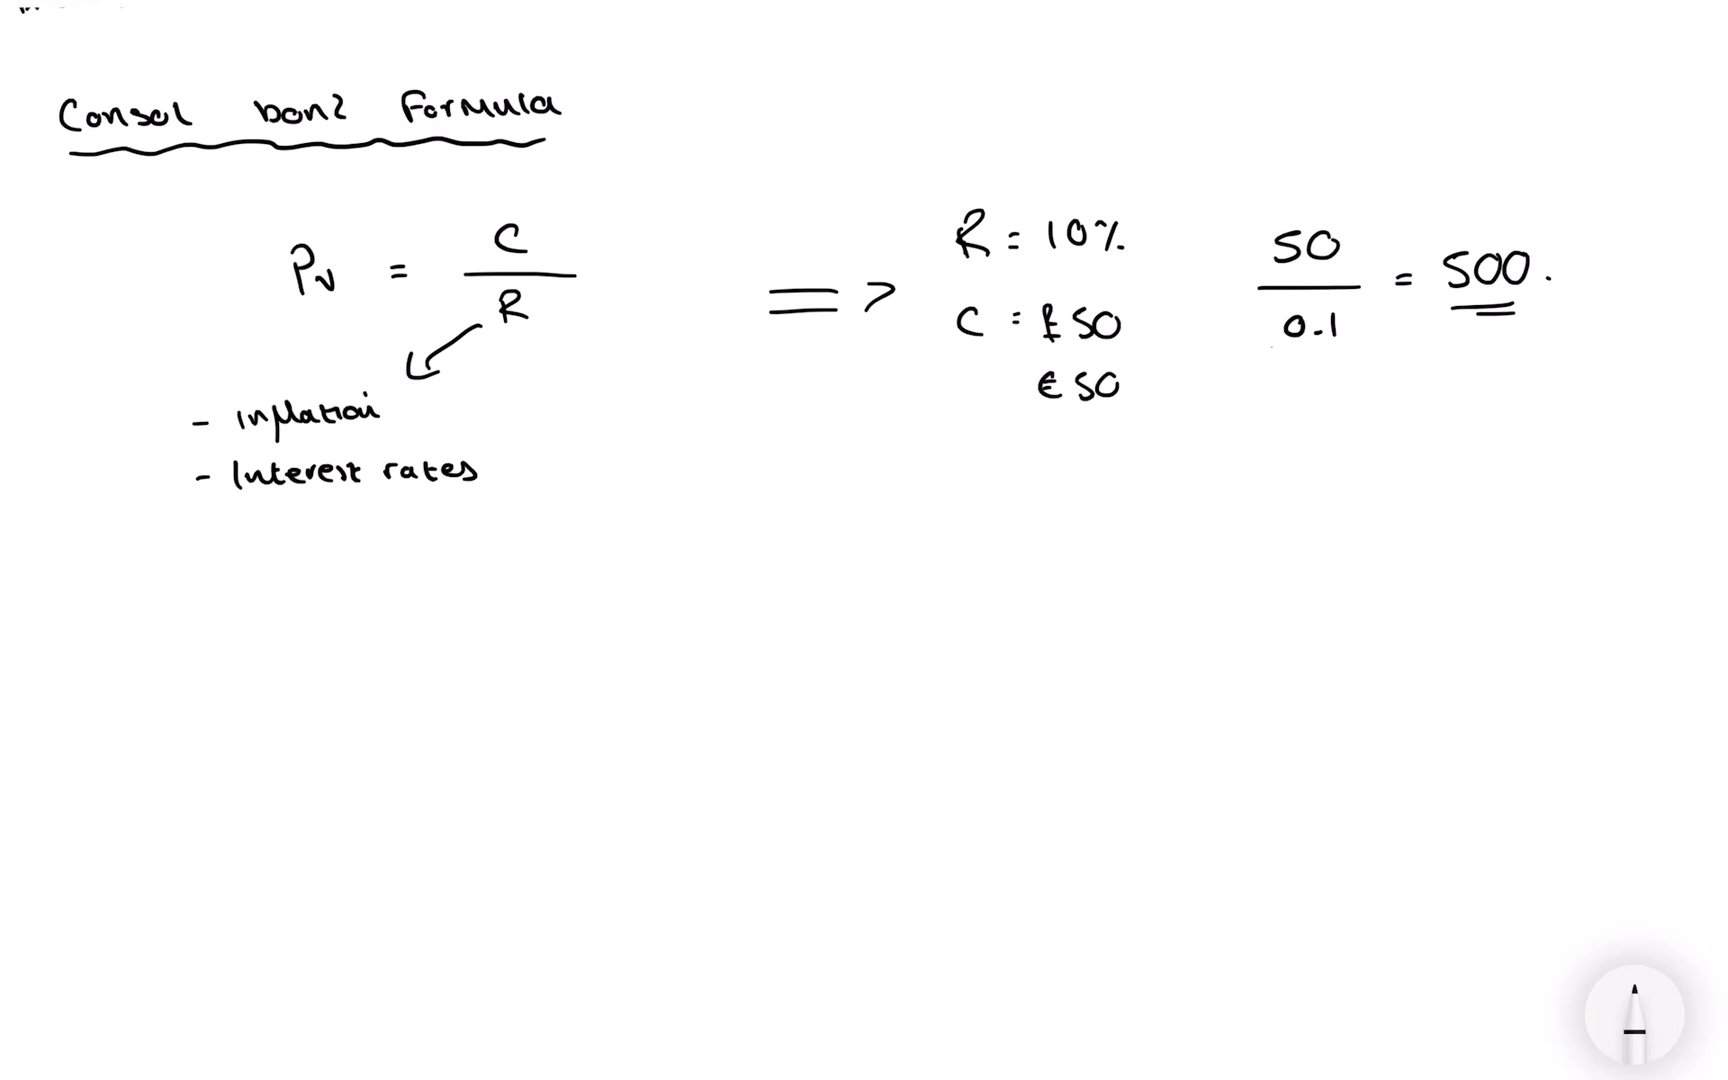 Consol bond Formula
Pv = C / R
- Inflation
- Interest rates
=>
R = 10%
C = £50
€50
50 / 0.1 = 500.